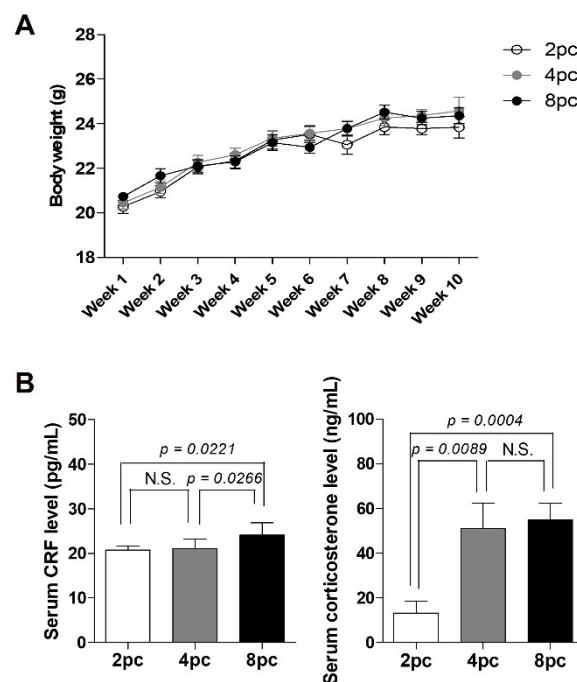 A
Body weight (g)
28
26
24
22
20
18
Week 1
Week 2
Week 3
Week 4
Week 5
Week 6
Week 7
Week 8
Week 9
Week 10
2pc
4pc
8pc
B
Serum CRF level (pg/mL)
50
40
30
20
10
0
p = 0.0221
N.S.
p = 0.0266
2pc
4pc
8pc
Serum corticosterone level (ng/mL)
100
80
60
40
20
0
p = 0.0004
p = 0.0089
N.S.
2pc
4pc
8pc